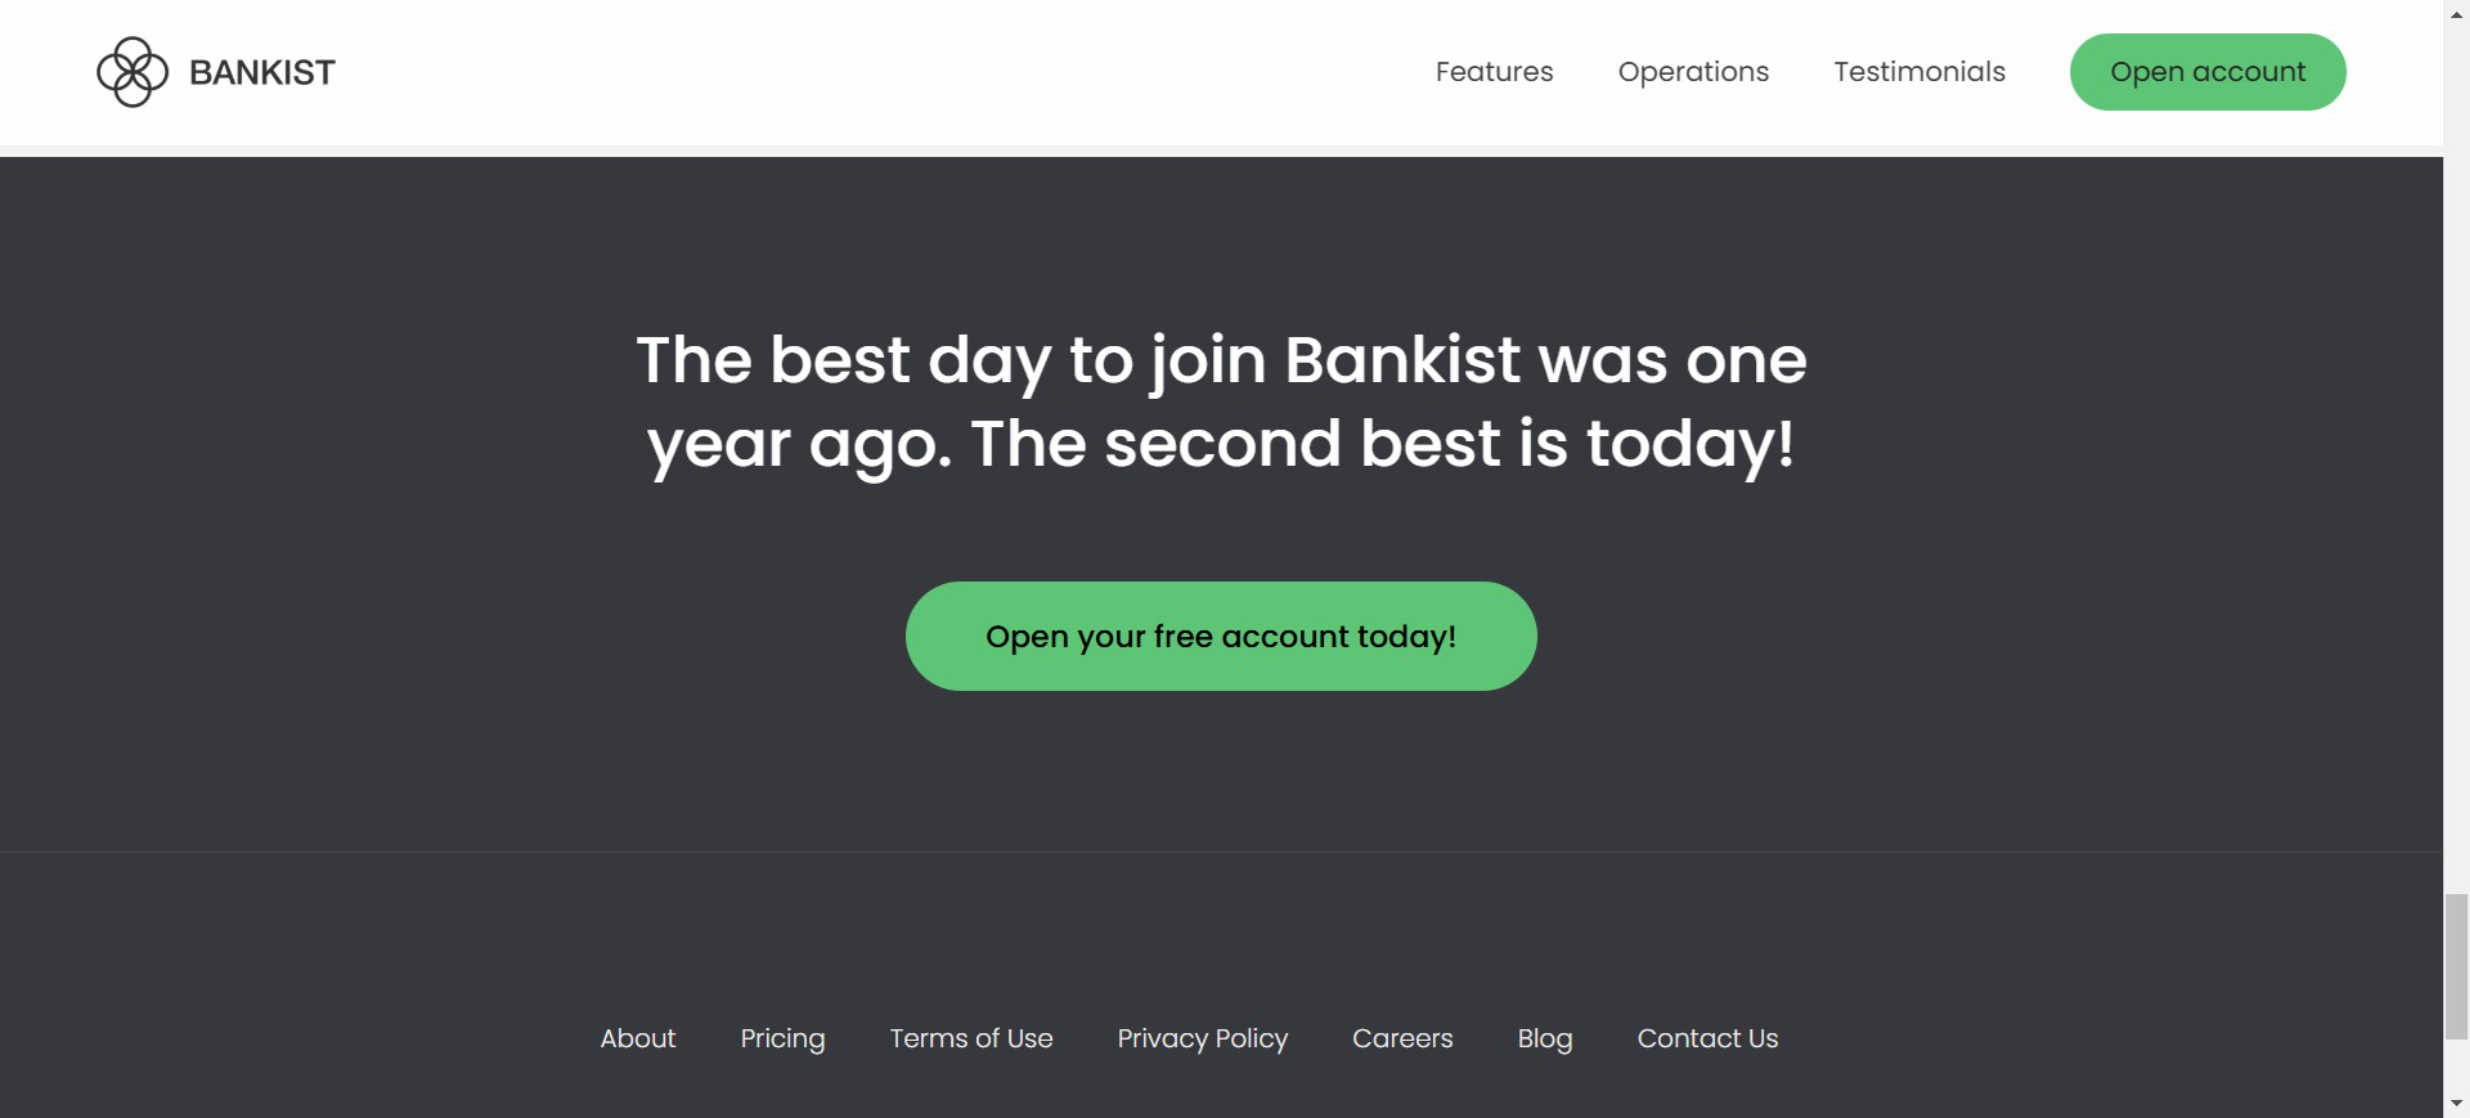 BANKIST
Features Operations Testimonials Open account
The best day to join Bankist was one
year ago. The second best is today!
Open your free account today!
About Pricing Terms of Use Privacy Policy Careers Blog Contact Us